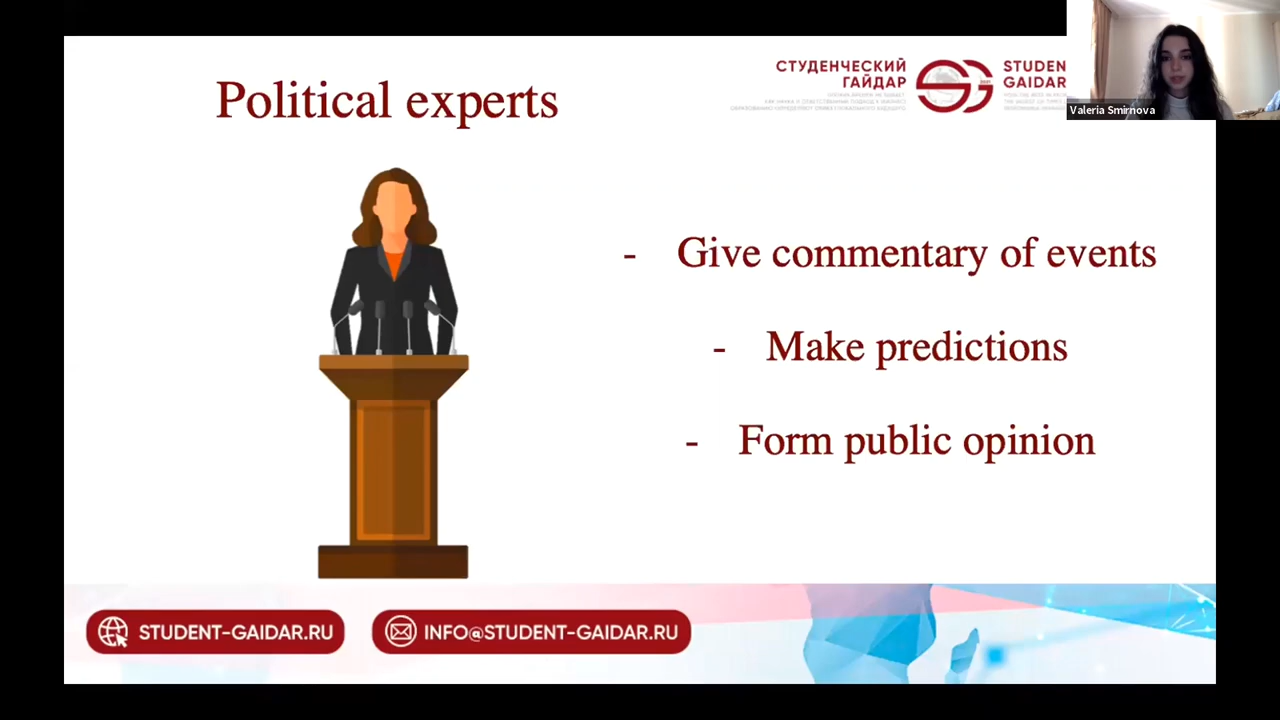 Political experts
СТУДЕНЧЕСКИЙ
ГАЙДАР
STUDEN
GAIDAR
Valeria Smirnova
- Give commentary of events
- Make predictions
- Form public opinion
STUDENT-GAIDAR.RU
INFO@STUDENT-GAIDAR.RU